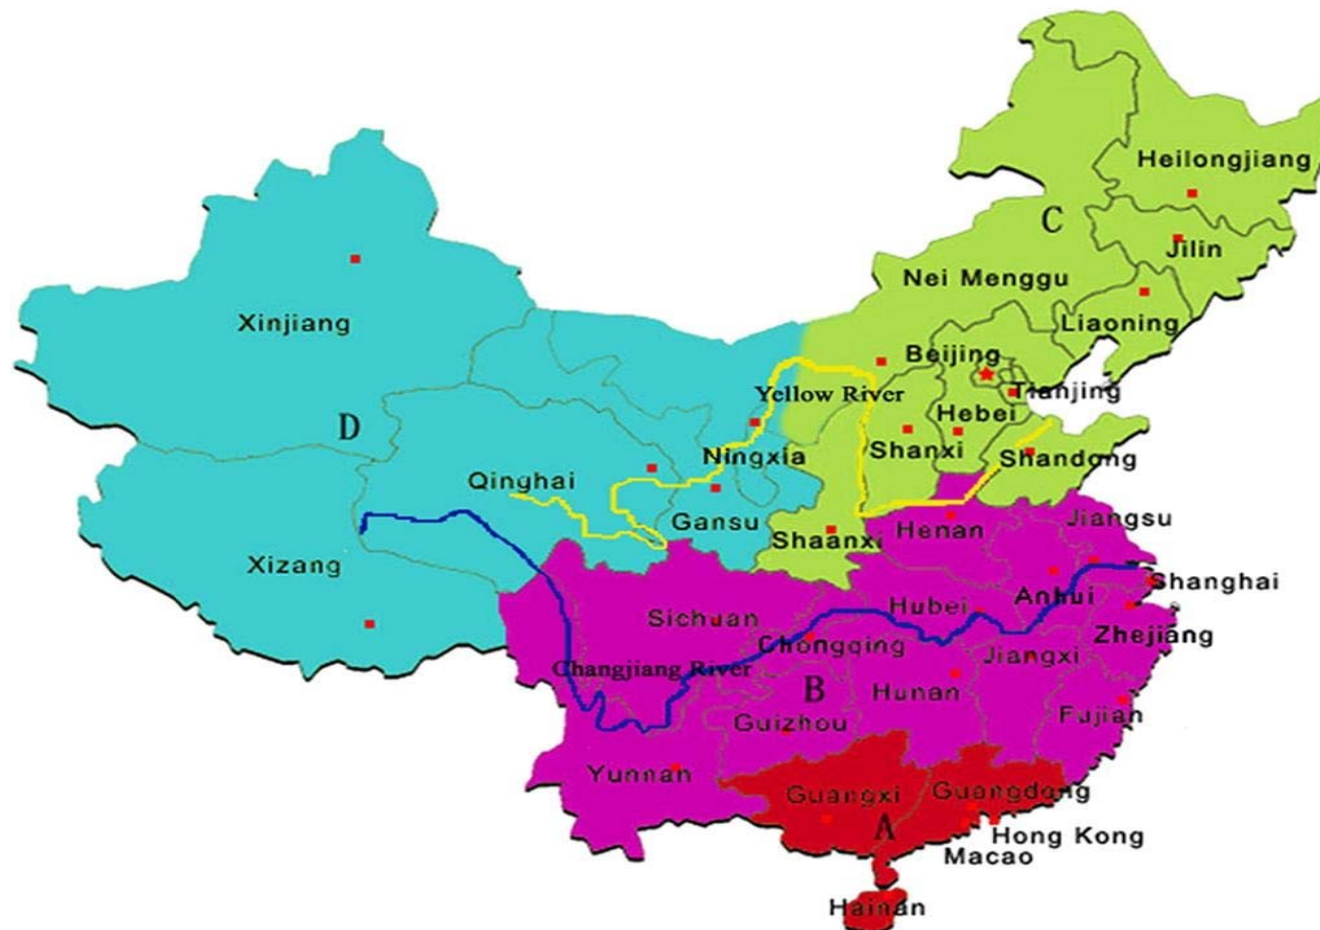 Heilongjiang
C
Jilin
Nei Menggu
Xinjiang
Liaoning
Beijing
Yellow River
Tianjing
Hebei
D
Shanxi
Ningxia
Shandong
Qinghai
Gansu
Jiangsu
Henan
Shaanxi
Xizang
Shanghai
Anhui
Hubei
Sichuan
Zhejiang
Chongqing
Jiangxi
Changjiang River
B
Hunan
Fujian
Guizhou
Yunnan
Guangxi
Guangdong
A
Hong Kong
Macao
Hainan